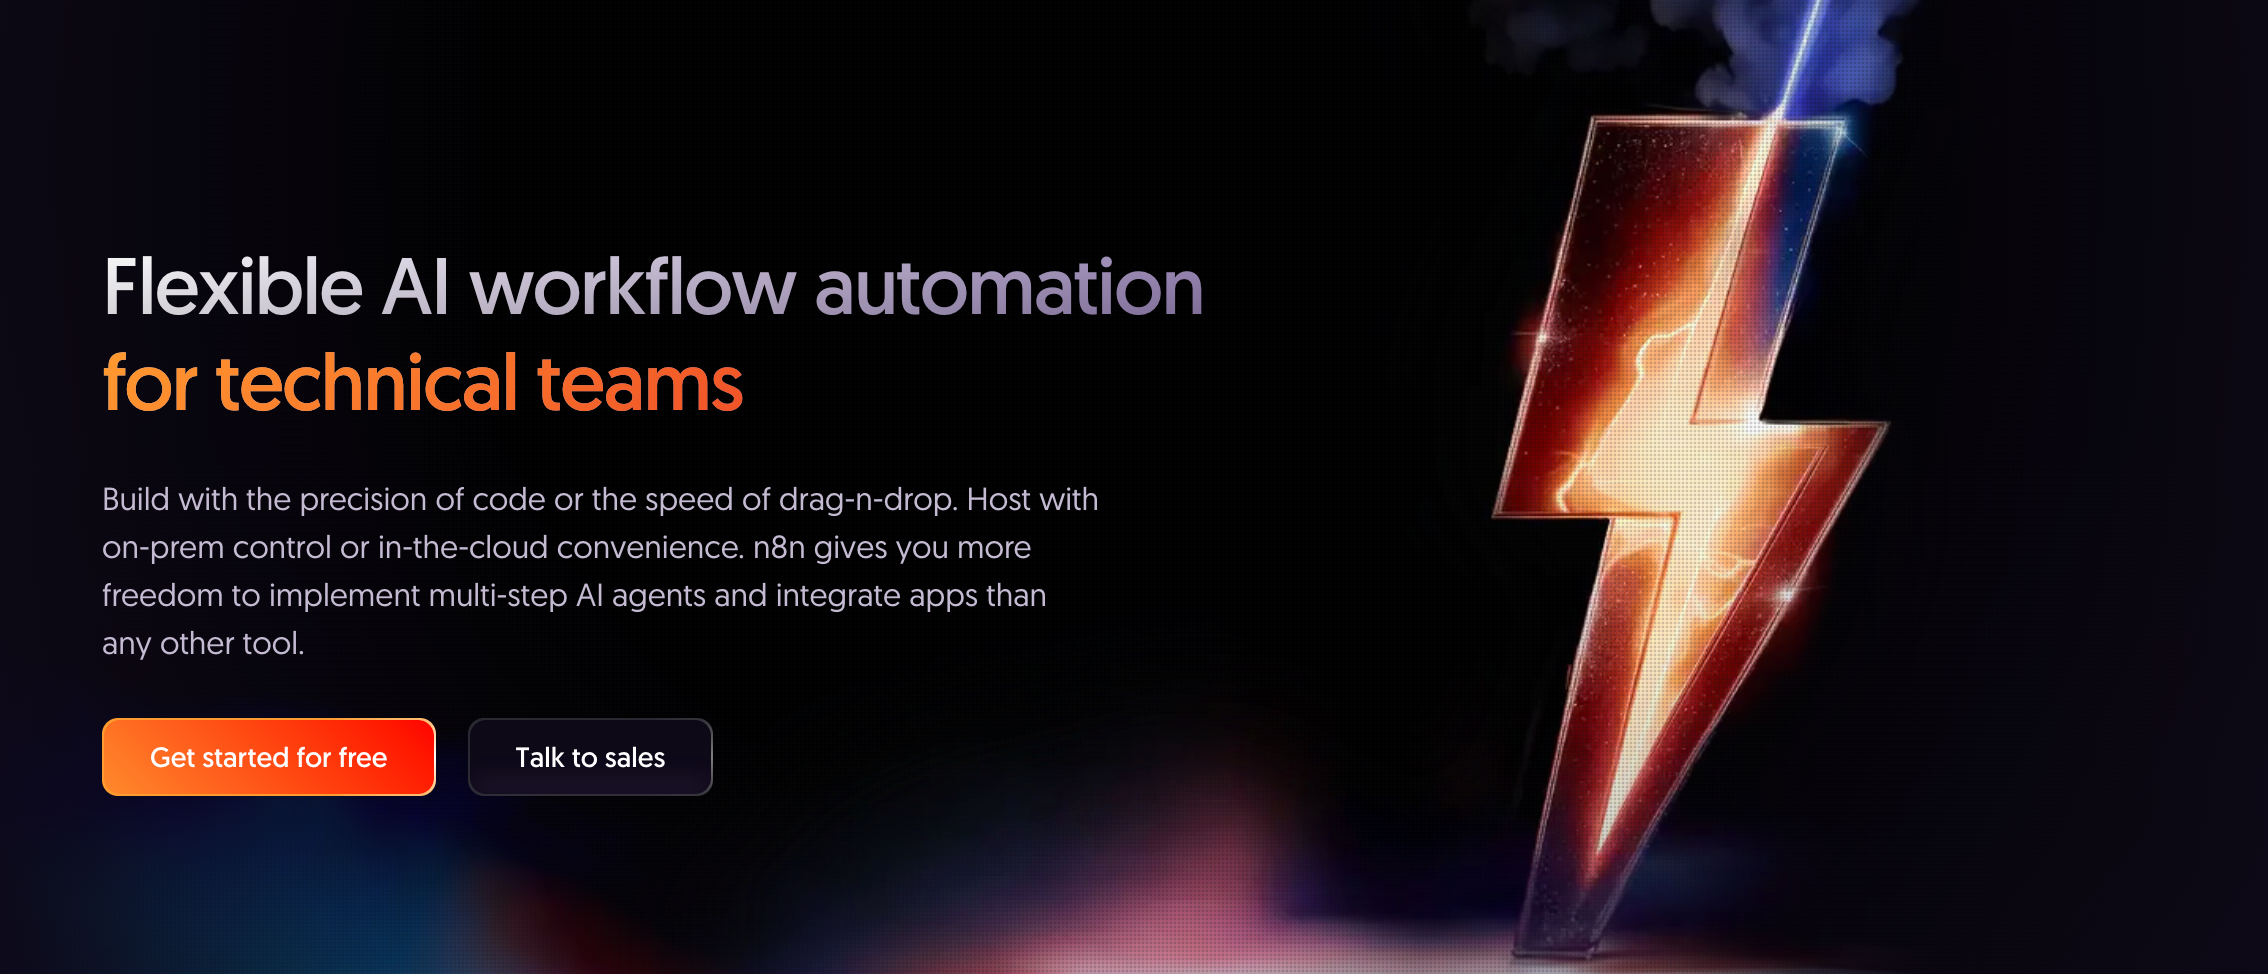 Flexible AI workflow automation
for technical teams
Build with the precision of code or the speed of drag-n-drop. Host with
on-prem control or in-the-cloud convenience. n8n gives you more
freedom to implement multi-step AI agents and integrate apps than
any other tool.
Get started for free
Talk to sales